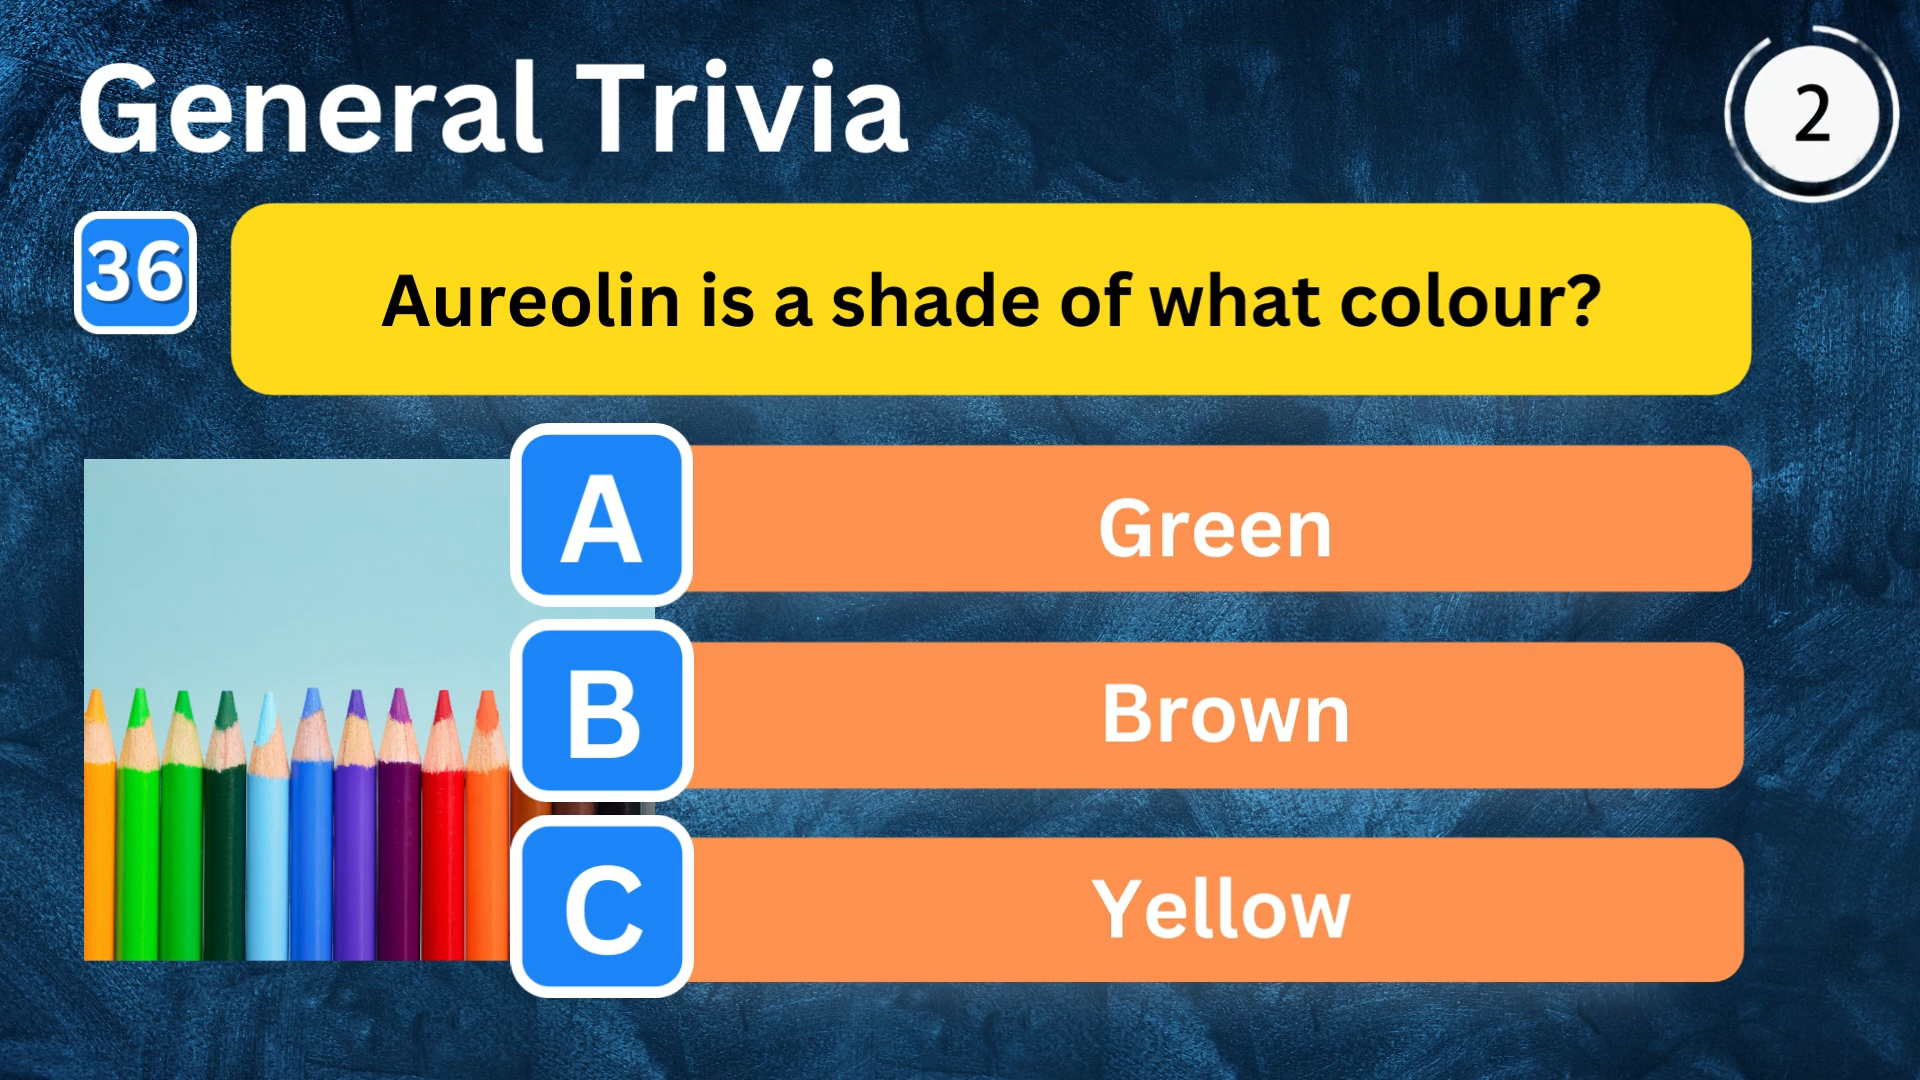 General Trivia
2
36
Aureolin is a shade of what colour?
A
Green
B
Brown
C
Yellow